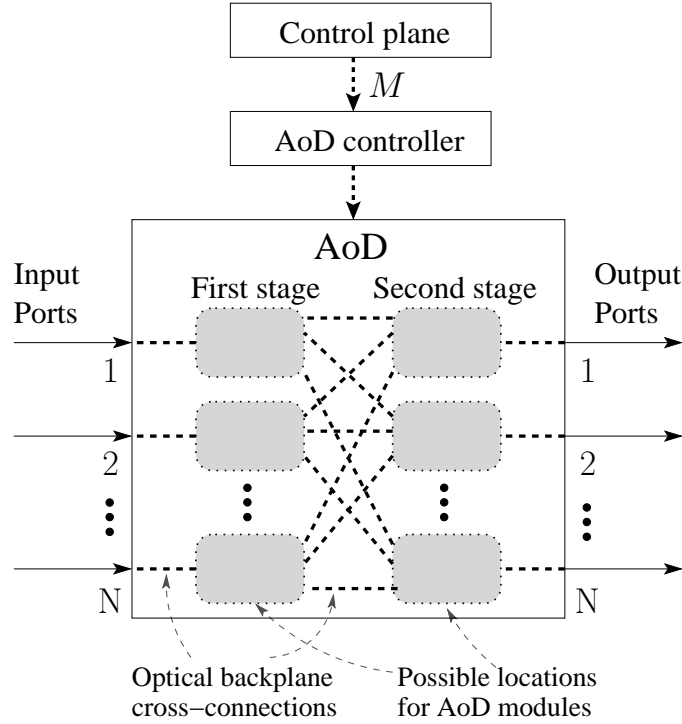 Control plane
M
AoD controller
AoD
Input
Ports
First stage
Second stage
Output
Ports
1
1
2
2
N
N
Optical backplane
cross-connections
Possible locations
for AoD modules